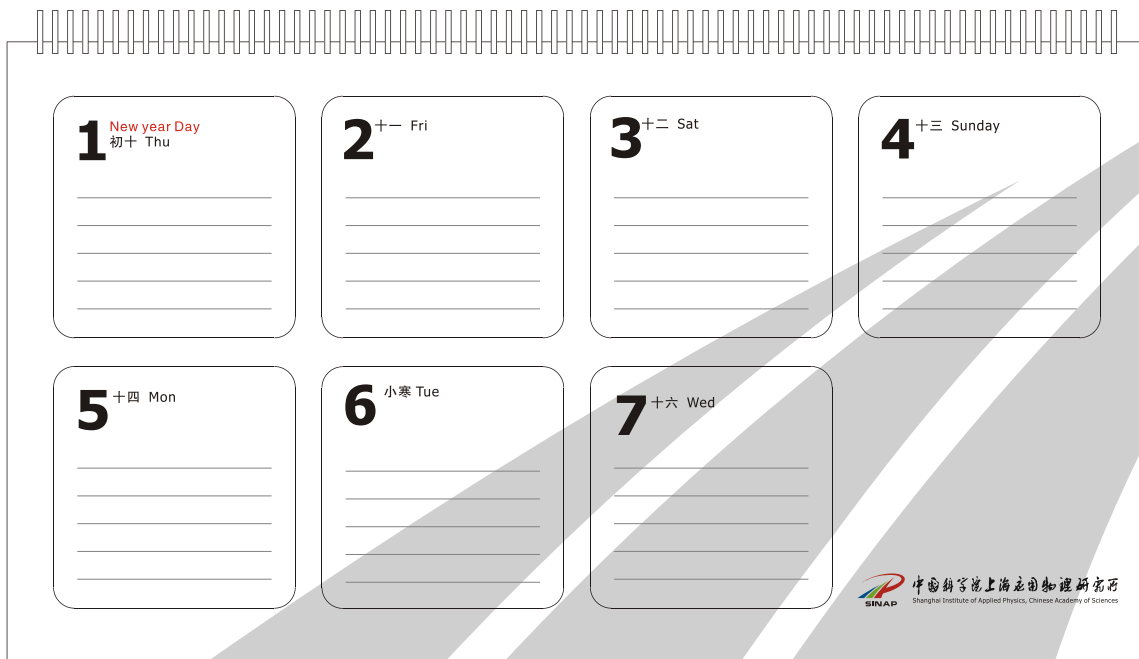 1
New year Day
初十 Thu
2 十一 Fri
3 十二 Sat
4 十三 Sunday
5 十四 Mon
6 小寒 Tue
7 十六 Wed
SINAP
中国科学院上海应用物理研究所
Shanghai Institute of Applied Physics, Chinese Academy of Sciences